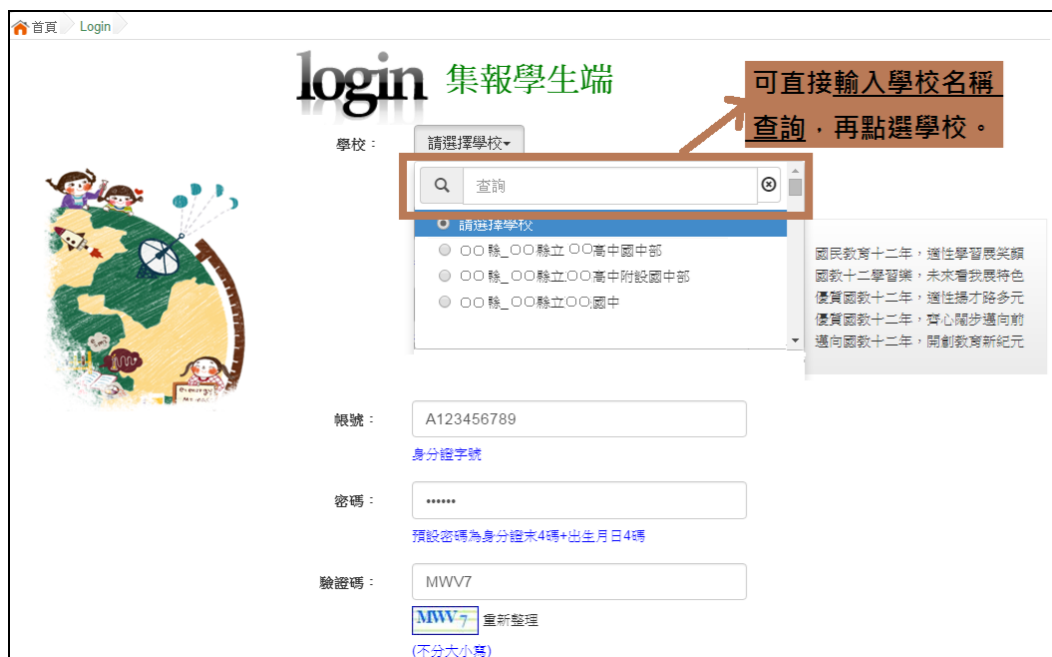 首頁 Login
login 集報學生端
可直接輸入學校名稱
查詢，再點選學校。
學校：
請選擇學校
查詢
請選擇學校
○○縣_○○縣立○○高中國中部
○○縣_○○縣立○○高中附設國中部
○○縣_○○縣立○○國中
國民教育十二年，適性學習展笑顏
國教十二學習樂，未來看我展特色
優質國教十二年，適性揚才路多元
優質國教十二年，齊心闊步邁向前
邁向國教十二年，開創教育新紀元
帳號：
A123456789
身分證字號
密碼：
••••••
預設密碼為身分證末4碼+出生月日4碼
驗證碼：
MWV7
MWV7 重新整理
(不分大小寫)